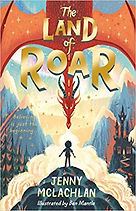 The
LAND
of
ROAR
Believing
is just the
beginning...
JENNY
McLACHLAN
Illustrated by Ben Mantle